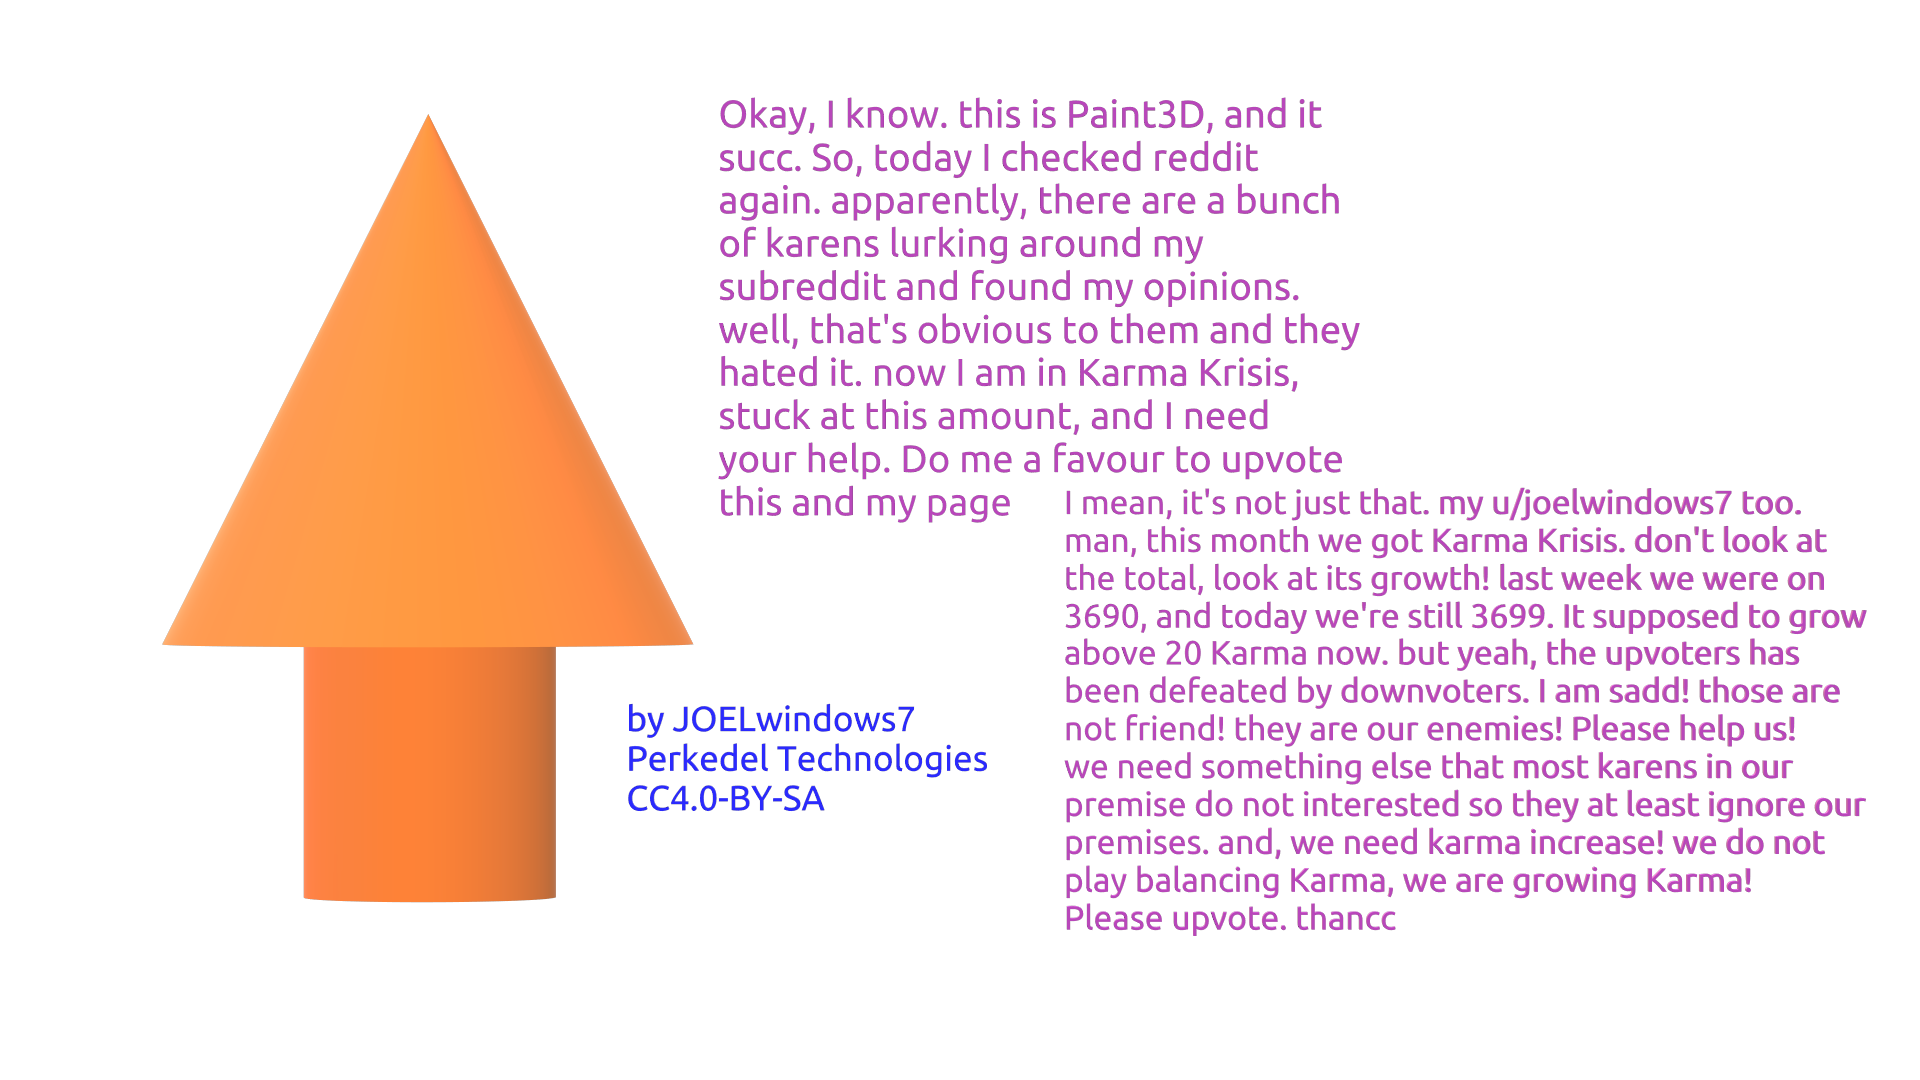 Okay, I know. this is Paint3D, and it
succ. So, today I checked reddit
again. apparently, there are a bunch
of karens lurking around my
subreddit and found my opinions.
well, that's obvious to them and they
hated it. now I am in Karma Krisis,
stuck at this amount, and I need
your help. Do me a favour to upvote
this and my page
I mean, it's not just that. my u/joelwindows7 too.
man, this month we got Karma Krisis. don't look at
the total, look at its growth! last week we were on
3690, and today we're still 3699. It supposed to grow
above 20 Karma now. but yeah, the upvoters has
been defeated by downvoters. I am sadd! those are
not friend! they are our enemies! Please help us!
we need something else that most karens in our
premise do not interested so they at least ignore our
premises. and, we need karma increase! we do not
play balancing Karma, we are growing Karma!
Please upvote. thancc
by JOELwindows7
Perkedel Technologies
CC4.0-BY-SA